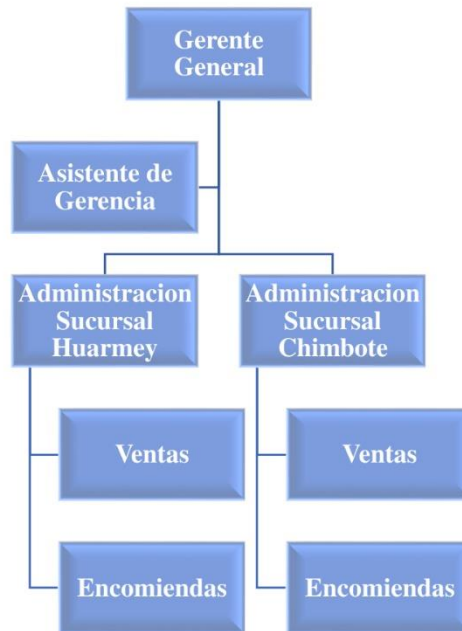 Gerente
General
Asistente de
Gerencia
Administracion
Sucursal
Huarmey
Administracion
Sucursal
Chimbote
Ventas
Ventas
Encomiendas
Encomiendas